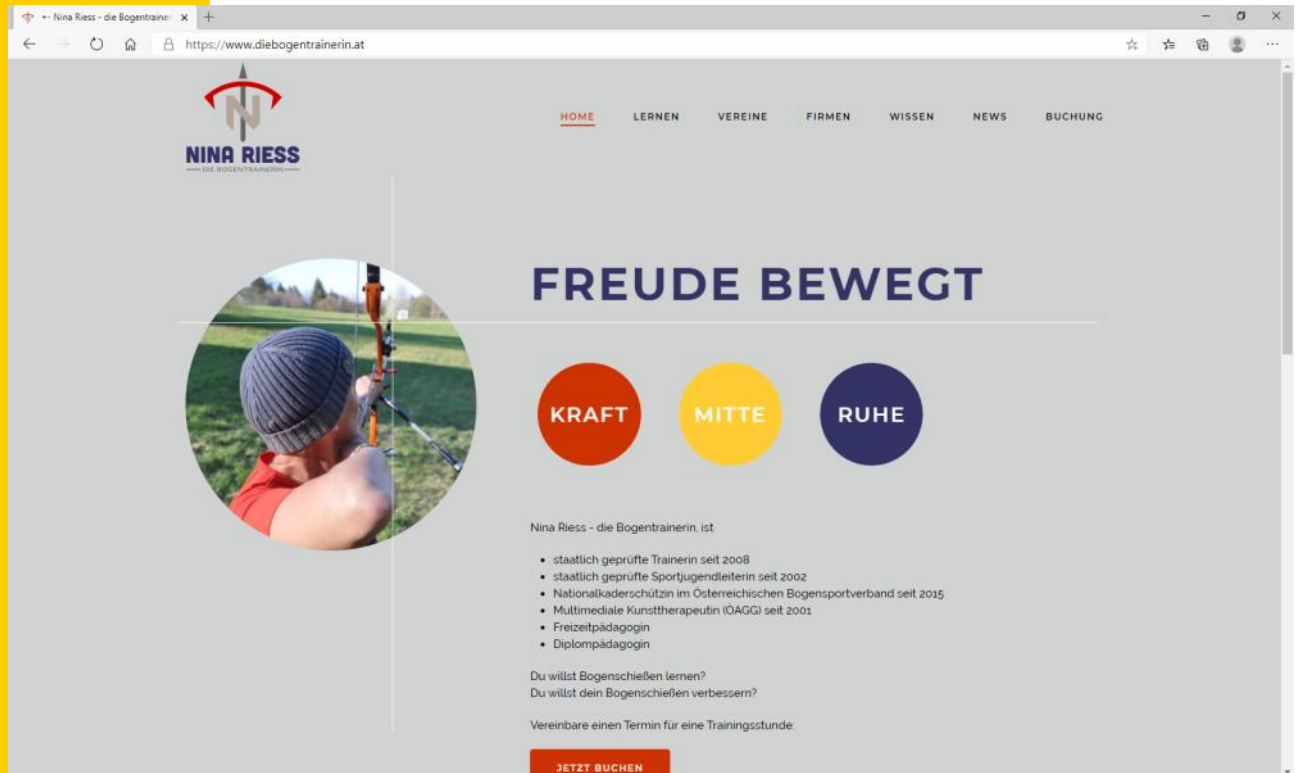 Nina Riess - die Bogentrainer
https://www.diebogentrainerin.at
NINA RIESS
DIE BOGENTRAINERIN
HOME LERNEN VEREINE FIRMEN WISSEN NEWS BUCHUNG
FREUDE BEWEGT
KRAFT MITTE RUHE
Nina Riess - die Bogentrainerin, ist
• staatlich geprüfte Trainerin seit 2008
• staatlich geprüfte Sportjugendleiterin seit 2002
• Nationalkaderschützin im Österreichischen Bogensportverband seit 2015
• Multimediale Kunsttherapeutin (ÖAGG) seit 2001
• Freizeitpädagogin
• Diplompädagogin
Du willst Bogenschießen lernen?
Du willst dein Bogenschießen verbessern?
Vereinbare einen Termin für eine Trainingsstunde:
JETZT BUCHEN